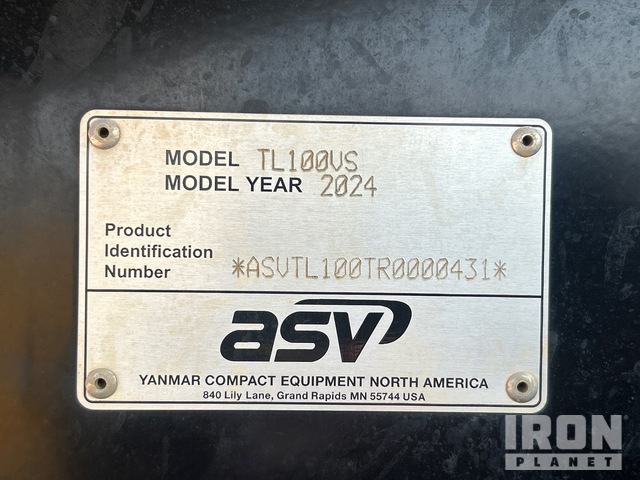 MODEL TL100VS
MODEL YEAR 2024
Product
Identification
Number *ASVTL100TR0000431*
asv
YANMAR COMPACT EQUIPMENT NORTH AMERICA
840 Lily Lane, Grand Rapids MN 55744 USA
IRON
PLANET